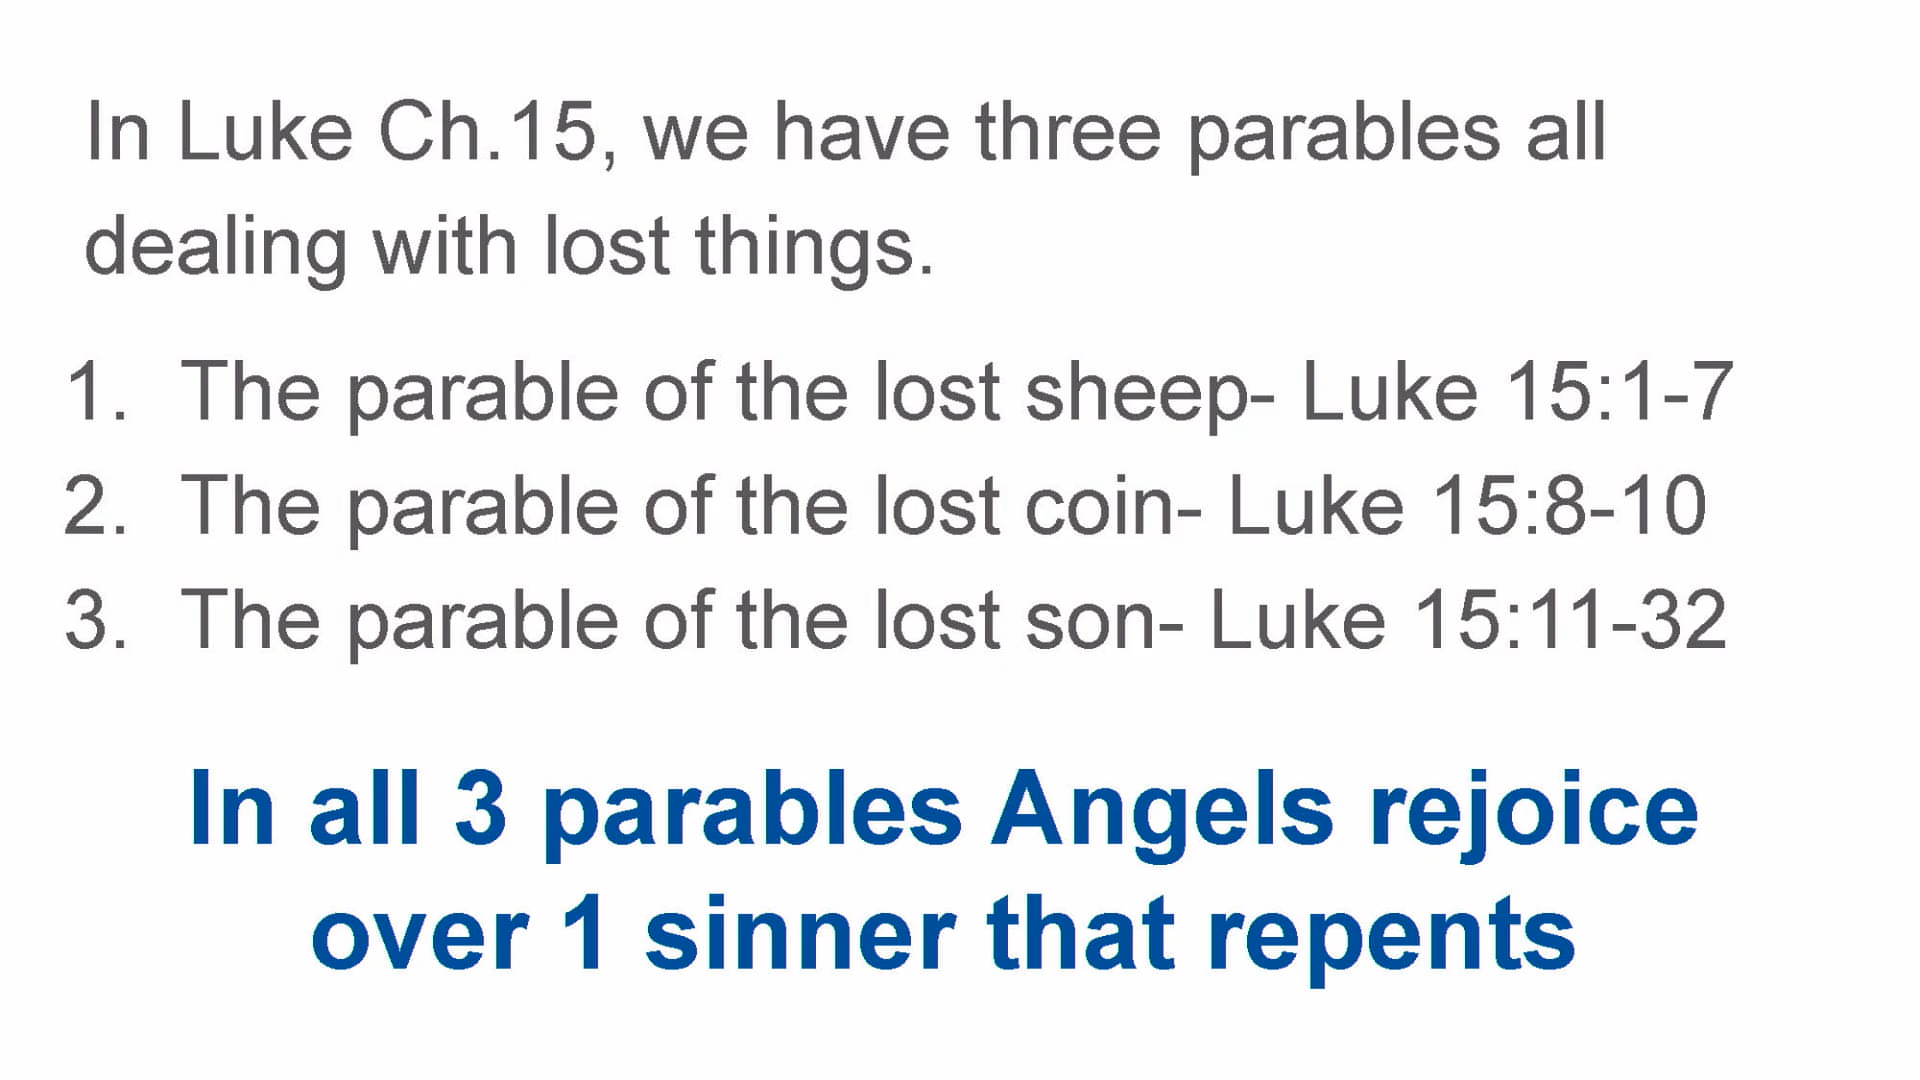 In Luke Ch.15, we have three parables all
dealing with lost things.
1. The parable of the lost sheep- Luke 15:1-7
2. The parable of the lost coin- Luke 15:8-10
3. The parable of the lost son- Luke 15:11-32
In all 3 parables Angels rejoice
over 1 sinner that repents